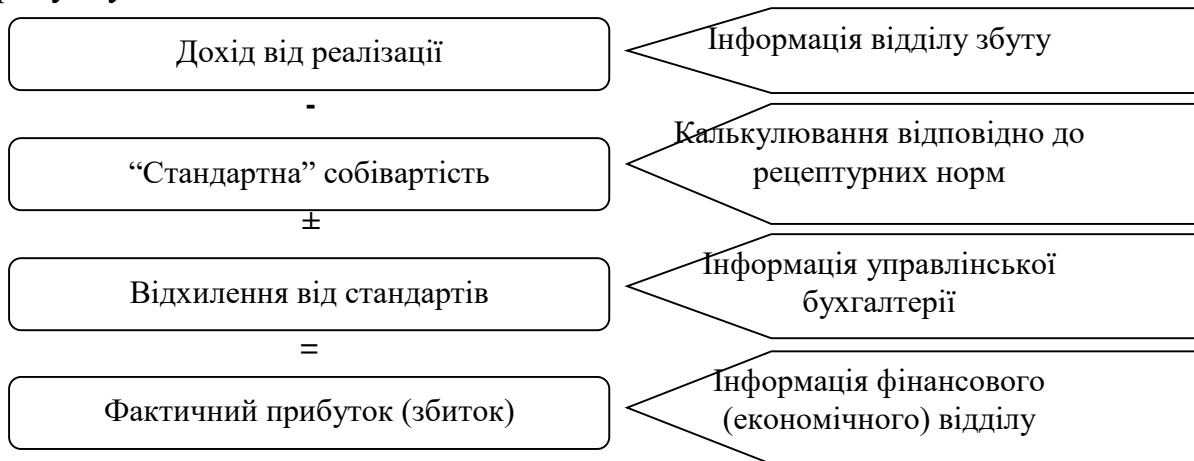 Дохід від реалізації
Інформація відділу збуту
-
“Стандартна” собівартість
Калькулювання відповідно до
рецептурних норм
±
Відхилення від стандартів
Інформація управлінської
бухгалтерії
=
Фактичний прибуток (збиток)
Інформація фінансового
(економічного) відділу